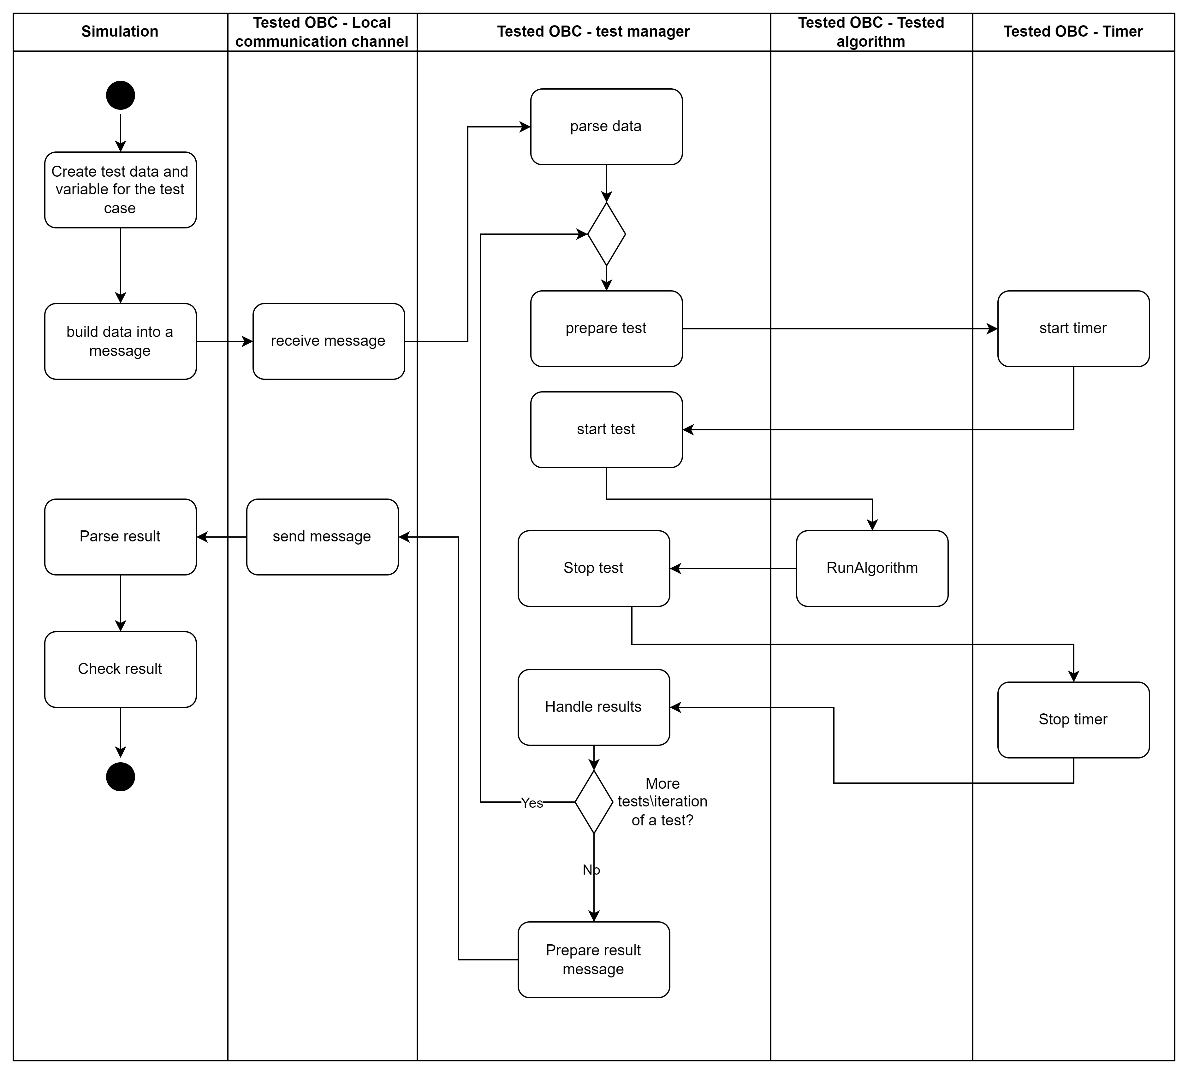 Simulation
Tested OBC - Local
communication channel
Tested OBC - test manager
Tested OBC - Tested
algorithm
Tested OBC - Timer
Create test data and
variable for the test
case
build data into a
message
receive message
parse data
prepare test
start timer
start test
RunAlgorithm
Stop test
Stop timer
Handle results
More
tests\iteration
of a test?
Yes
No
Prepare result
message
send message
Parse result
Check result